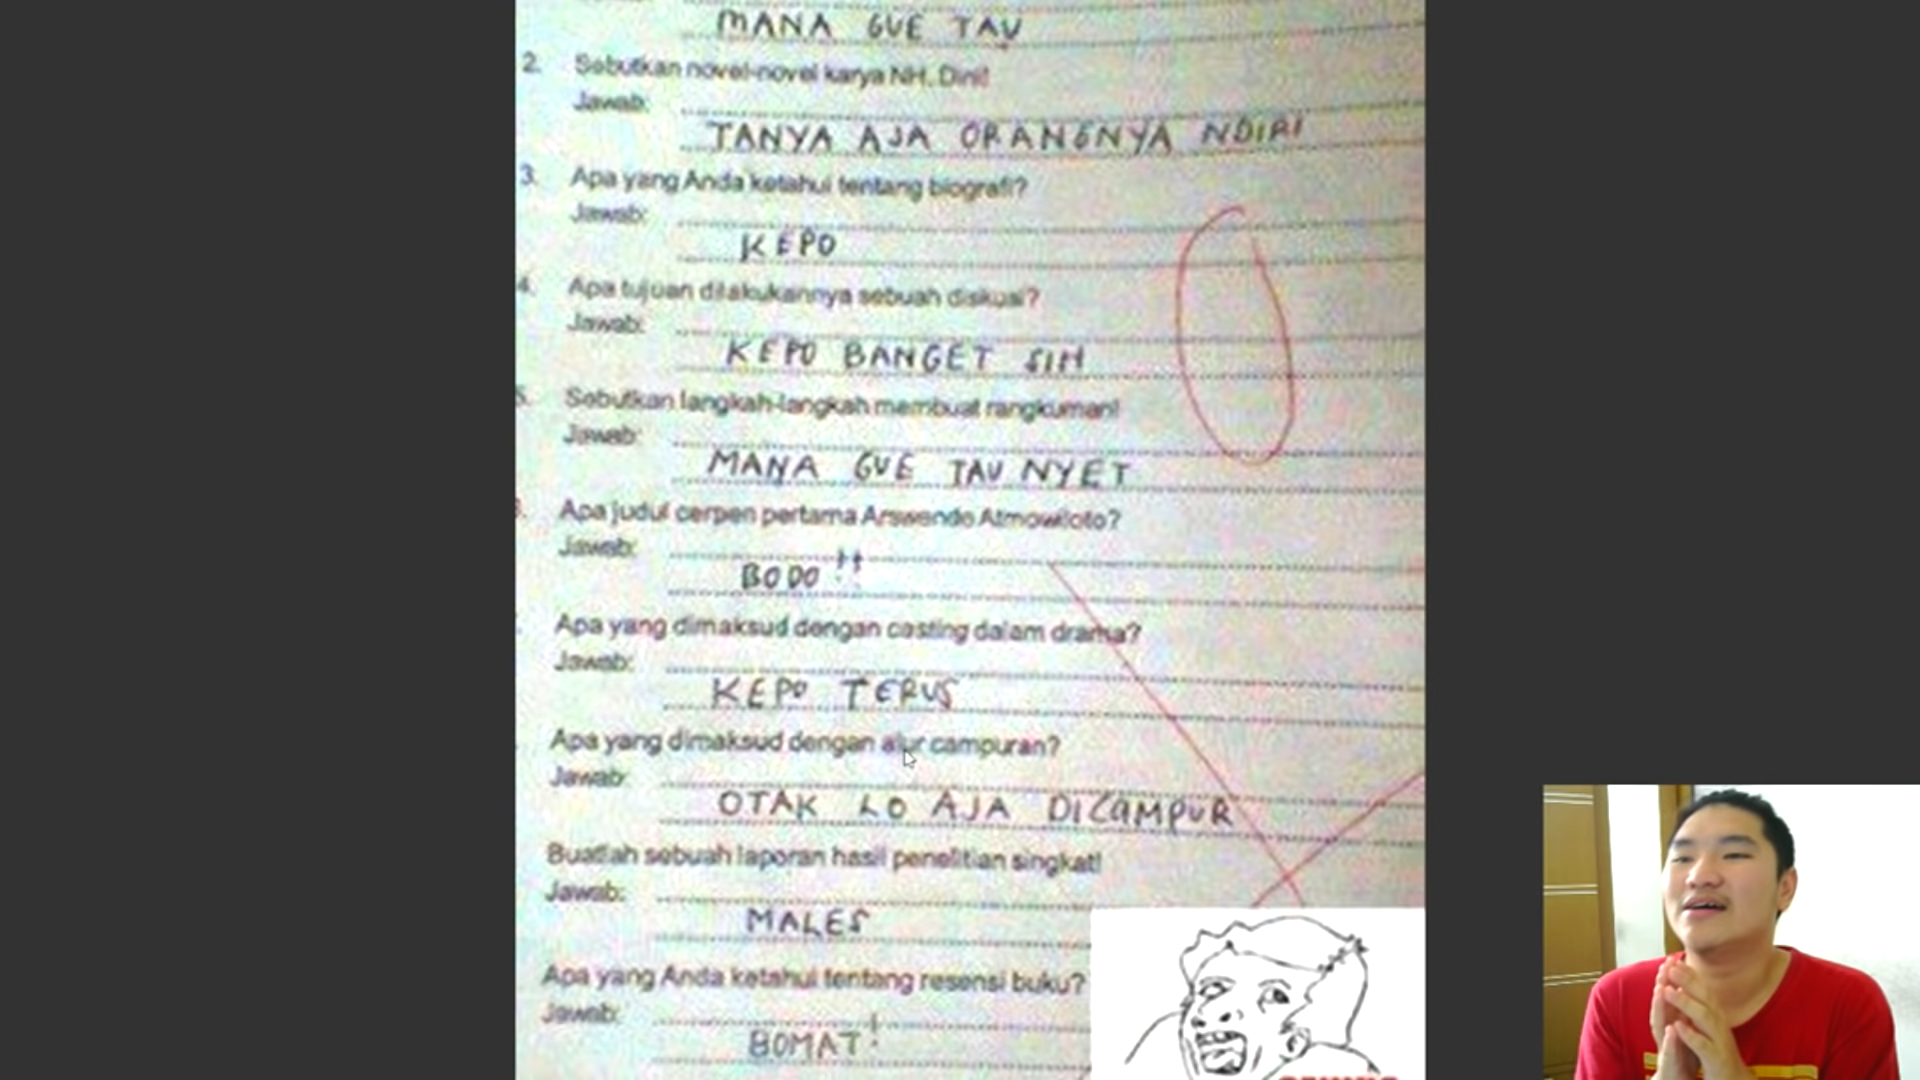 MANA GUE TAU
2. Sebutkan novel-novel karya NH. Dini!
Jawab:
TANYA AJA ORANGNYA NDIRI
3. Apa yang Anda ketahui tentang biografi?
Jawab:
KEPO
4. Apa tujuan dilakukannya sebuah diskusi?
Jawab:
KEPO BANGET SIH
5. Sebutkan langkah-langkah membuat rangkuman!
Jawab:
MANA GUE TAU NYET
Apa judul cerpen pertama Arswendo Atmowiloto?
Jawab:
BODO!!
Apa yang dimaksud dengan casting dalam drama?
Jawab:
KEPO TERUS
Apa yang dimaksud dengan alur campuran?
Jawab:
OTAK LO AJA DICAMPUR
Buatlah sebuah laporan hasil penelitian singkat!
Jawab:
MALES
Apa yang Anda ketahui tentang resensi buku?
Jawab:
BOMAT!